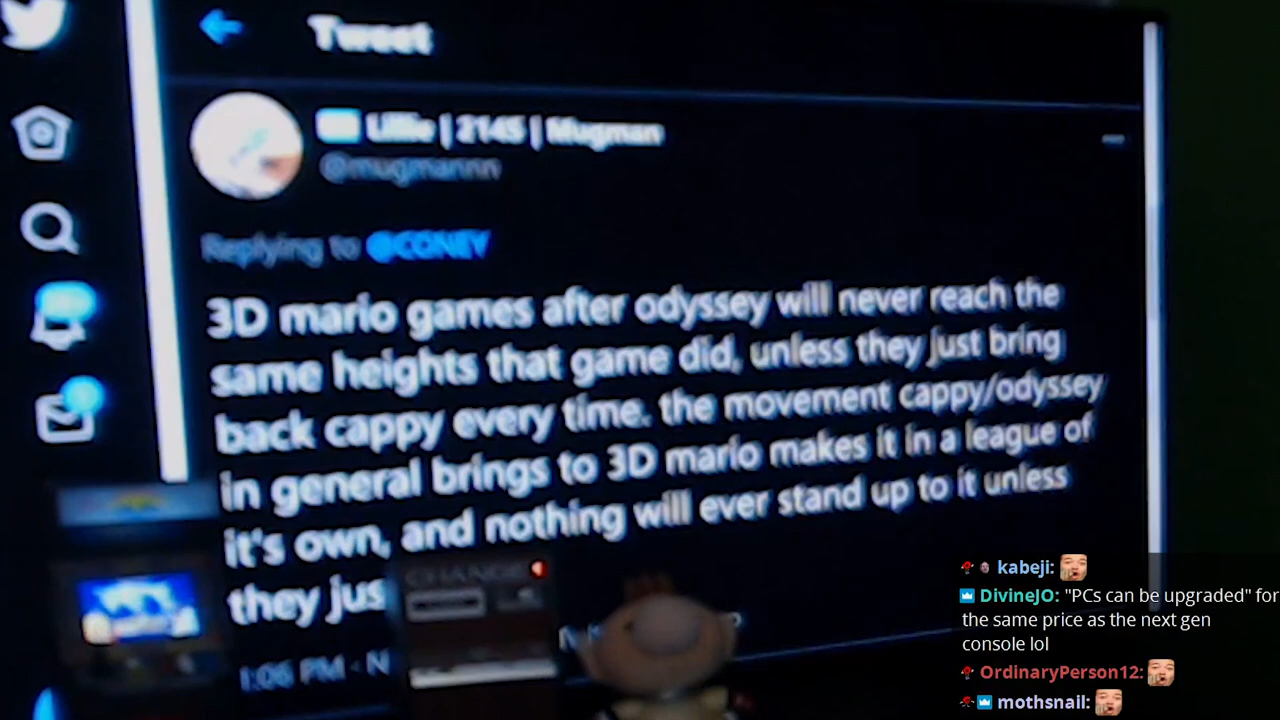 Tweet
Lillie | 2145 | Mugman
@mugmannn
Replying to @CONEY
3D mario games after odyssey will never reach the
same heights that game did, unless they just bring
back cappy every time. the movement cappy/odyssey
in general brings to 3D mario makes it in a league of
it's own, and nothing will ever stand up to it unless
they jus
CHANGE
1:06 PM · N
kabeji:
DivineJO: "PCs can be upgraded" for
the same price as the next gen
console lol
OrdinaryPerson12:
mothsnail: